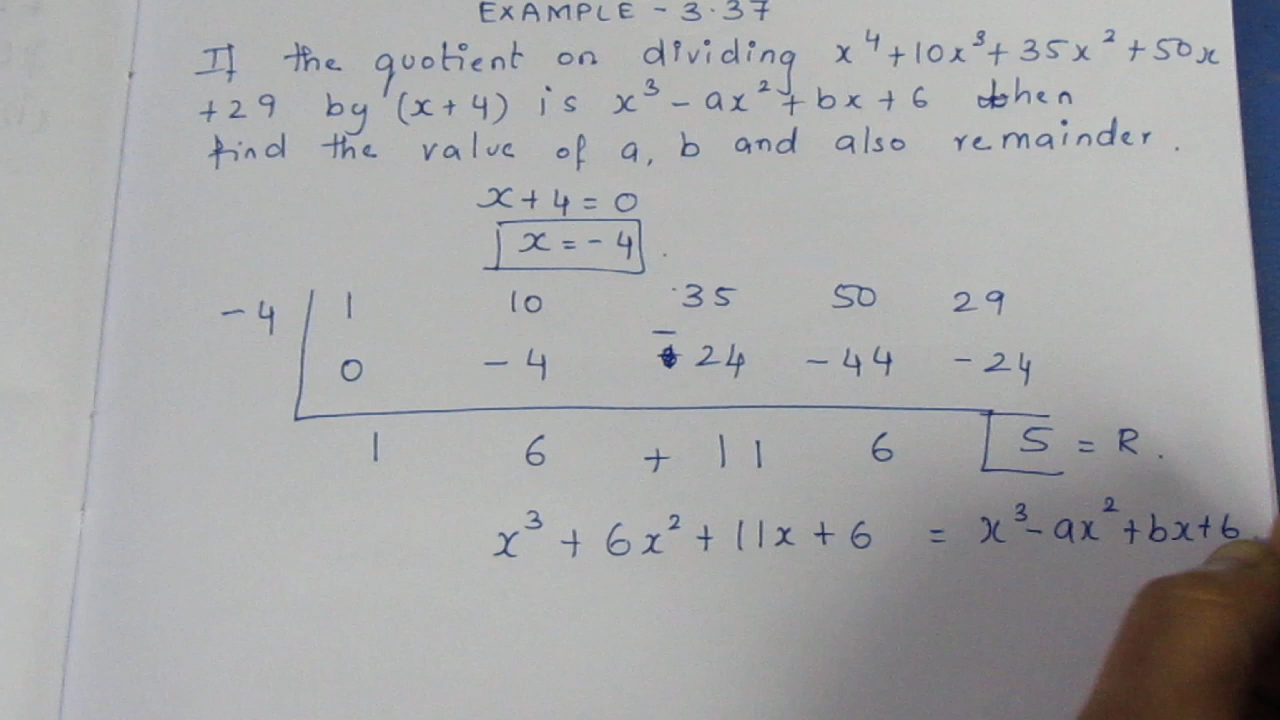 EXAMPLE - 3.37
If the quotient on dividing x⁴+10x³+35x²+50x
+29 by (x+4) is x³-ax²+bx+6 then
find the value of a, b and also remainder.
x+4=0
x=-4
-4 | 1 10 35 50 29
0 -4 -24 -44 -24
1 6 + 11 6 5 = R.
x³+6x²+11x+6 = x³-ax²+bx+6